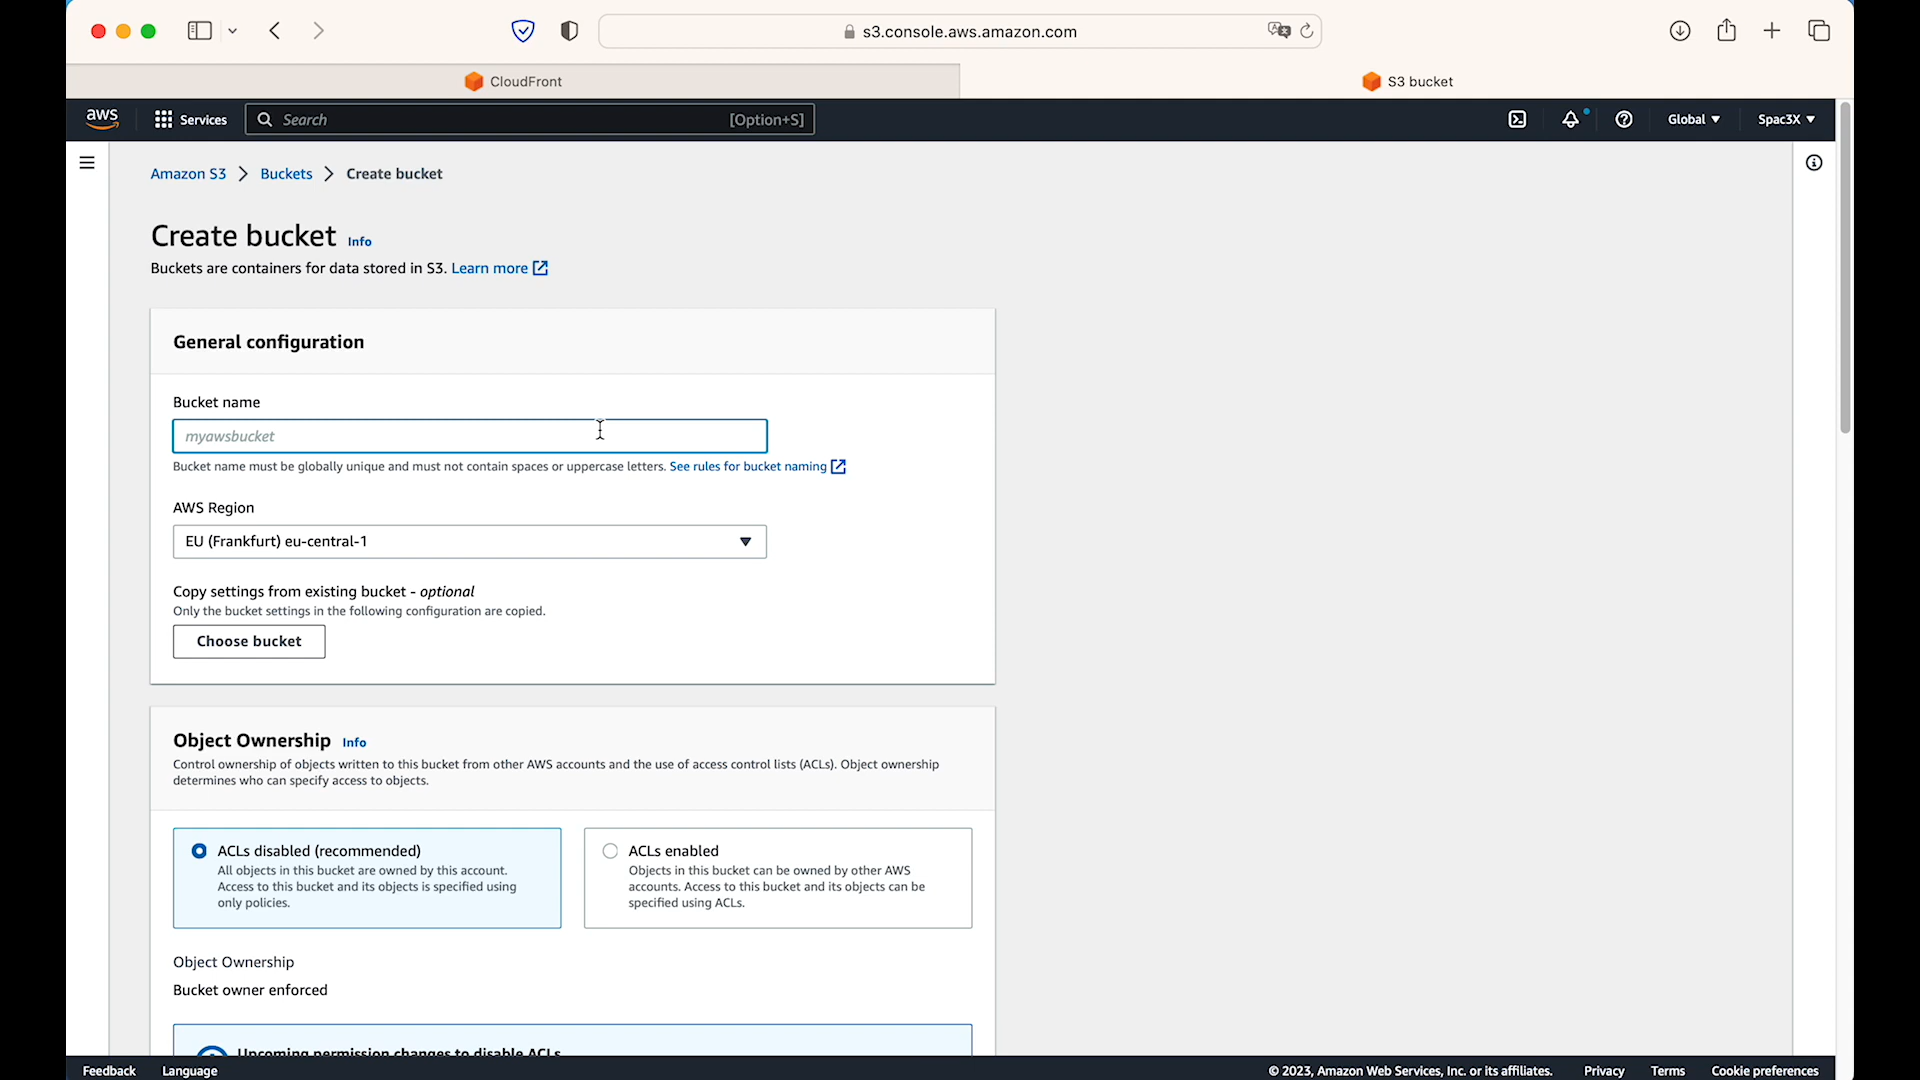 s3.console.aws.amazon.com
CloudFront
S3 bucket
aws
Services
Search
[Option+S]
Global
Spac3X
Amazon S3 > Buckets > Create bucket
Create bucket Info
Buckets are containers for data stored in S3. Learn more
General configuration
Bucket name
myawsbucket
Bucket name must be globally unique and must not contain spaces or uppercase letters. See rules for bucket naming
AWS Region
EU (Frankfurt) eu-central-1
Copy settings from existing bucket - optional
Only the bucket settings in the following configuration are copied.
Choose bucket
Object Ownership Info
Control ownership of objects written to this bucket from other AWS accounts and the use of access control lists (ACLs). Object ownership
determines who can specify access to objects.
ACLs disabled (recommended)
All objects in this bucket are owned by this account.
Access to this bucket and its objects is specified using
only policies.
ACLs enabled
Objects in this bucket can be owned by other AWS
accounts. Access to this bucket and its objects can be
specified using ACLs.
Object Ownership
Bucket owner enforced
Upcoming permission changes to disable ACLs
Feedback
Language
© 2023, Amazon Web Services, Inc. or its affiliates.
Privacy
Terms
Cookie preferences